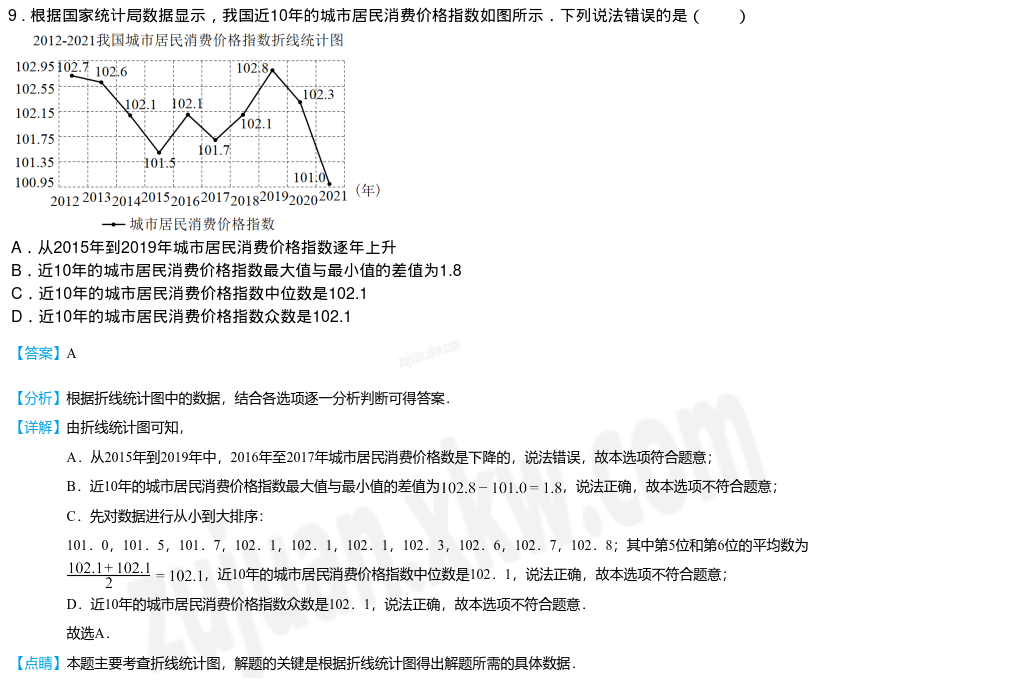 9．根据国家统计局数据显示，我国近10年的城市居民消费价格指数如图所示．下列说法错误的是（　　）
2012-2021我国城市居民消费价格指数折线统计图
102.95
102.55
102.15
101.75
101.35
100.95
102.7
102.6
102.1
101.5
102.1
101.7
102.1
102.8
102.3
101.0
2012 2013 2014 2015 2016 2017 2018 2019 2020 2021（年）
城市居民消费价格指数
A．从2015年到2019年城市居民消费价格指数逐年上升
B．近10年的城市居民消费价格指数最大值与最小值的差值为1.8
C．近10年的城市居民消费价格指数中位数是102.1
D．近10年的城市居民消费价格指数众数是102.1
【答案】A
【分析】根据折线统计图中的数据，结合各选项逐一分析判断可得答案．
【详解】由折线统计图可知，
A．从2015年到2019年中，2016年至2017年城市居民消费价格数是下降的，说法错误，故本选项符合题意；
B．近10年的城市居民消费价格指数最大值与最小值的差值为102.8－101.0＝1.8，说法正确，故本选项不符合题意；
C．先对数据进行从小到大排序：
101．0，101．5，101．7，102．1，102．1，102．1，102．3，102．6，102．7，102．8；其中第5位和第6位的平均数为
(102.1+102.1)/2＝102.1，近10年的城市居民消费价格指数中位数是102．1，说法正确，故本选项不符合题意；
D．近10年的城市居民消费价格指数众数是102．1，说法正确，故本选项不符合题意．
故选A．
【点睛】本题主要考查折线统计图，解题的关键是根据折线统计图得出解题所需的具体数据．
zujuan.xkw.com
zujuan.xkw.com